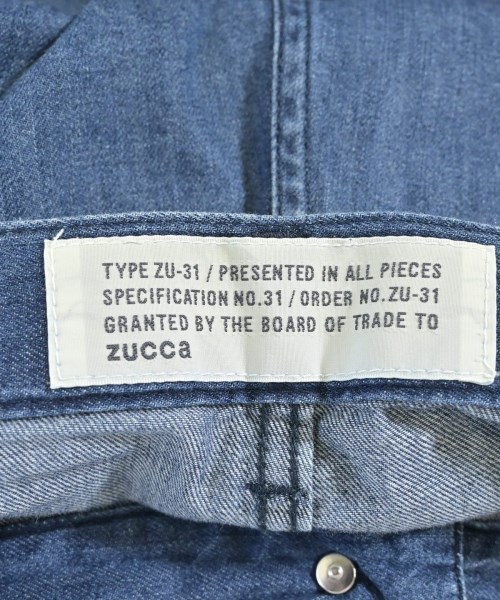 TYPE ZU-31 / PRESENTED IN ALL PIECES
SPECIFICATION NO.31 / ORDER NO.ZU-31
GRANTED BY THE BOARD OF TRADE TO
zucca